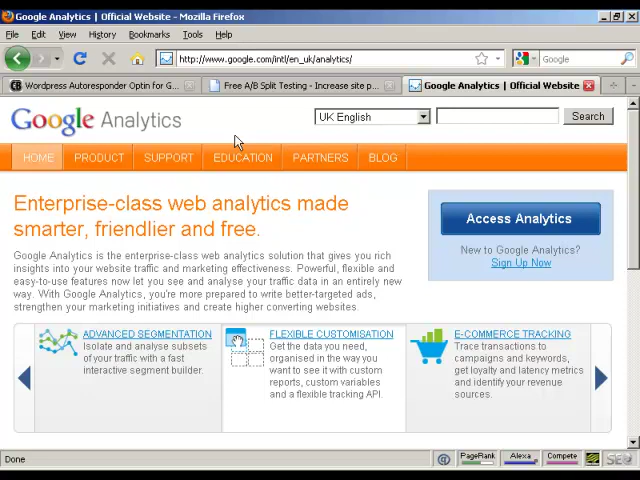 Google Analytics | Official Website - Mozilla Firefox
File Edit View History Bookmarks Tools Help
http://www.google.com/intl/en_uk/analytics/ Google
Wordpress Autoresponder Optin for G... Free A/B Split Testing - Increase site p... Google Analytics | Official Website
Google Analytics UK English Search
HOME PRODUCT SUPPORT EDUCATION PARTNERS BLOG
Enterprise-class web analytics made
smarter, friendlier and free.
Google Analytics is the enterprise-class web analytics solution that gives you rich
insights into your website traffic and marketing effectiveness. Powerful, flexible and
easy-to-use features now let you see and analyse your traffic data in an entirely new
way. With Google Analytics, you're more prepared to write better-targeted ads,
strengthen your marketing initiatives and create higher converting websites.
Access Analytics
New to Google Analytics?
Sign Up Now
ADVANCED SEGMENTATION
Isolate and analyse subsets
of your traffic with a fast
interactive segment builder.
FLEXIBLE CUSTOMISATION
Get the data you need,
organised in the way you
want to see it with custom
reports, custom variables
and a flexible tracking API.
E-COMMERCE TRACKING
Trace transactions to
campaigns and keywords,
get loyalty and latency metrics
and identify your revenue
sources.
Done PageRank Alexa Compete SEO